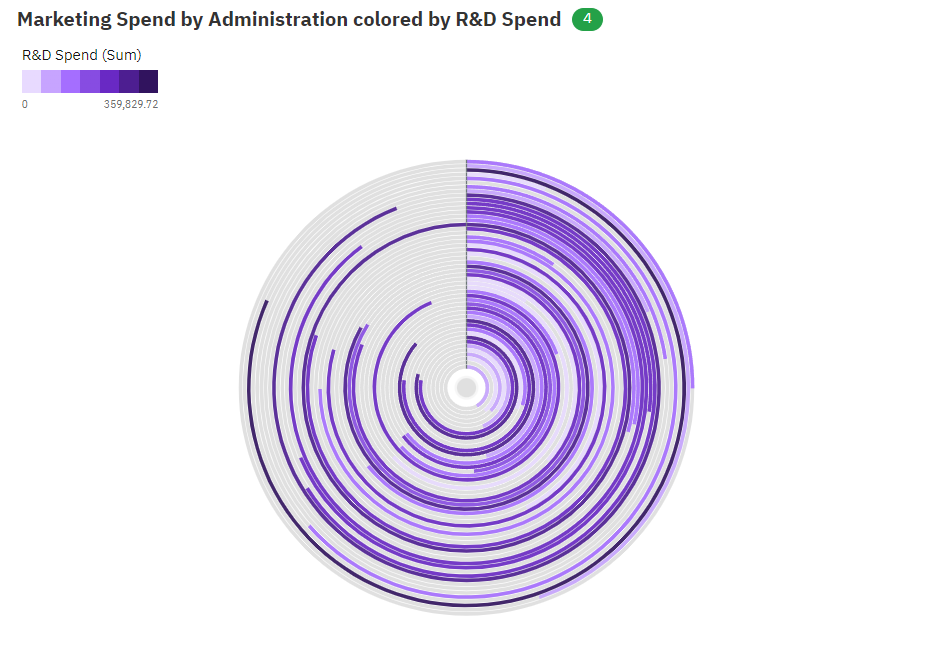 Marketing Spend by Administration colored by R&D Spend 4
R&D Spend (Sum)
0 359,829.72